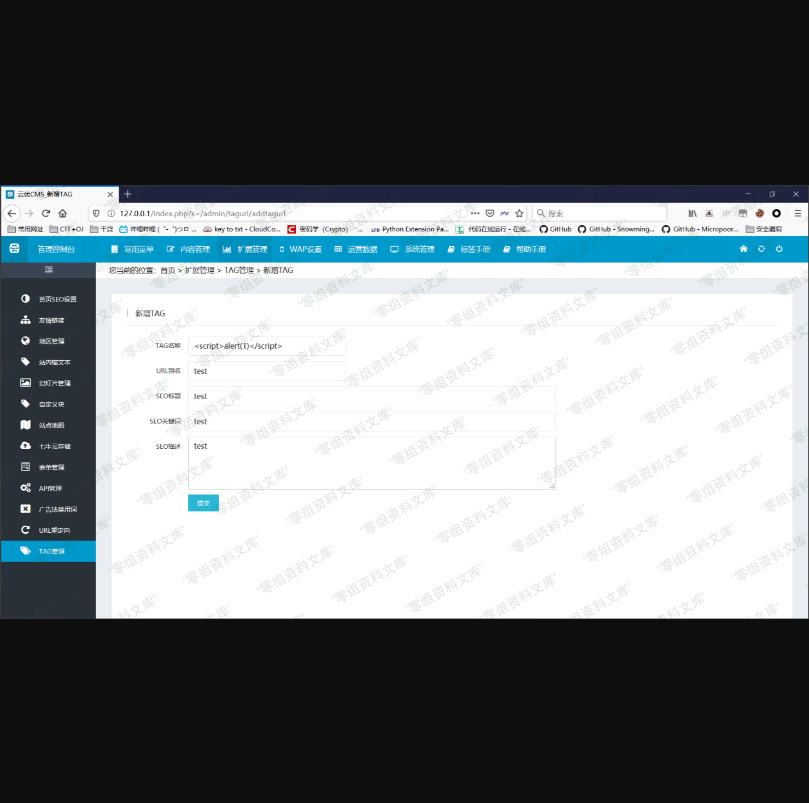 云优CMS_新增TAG
127.0.0.1/index.php?s=/admin/tagurl/addtagurl
搜索
常用网址 CTF+OJ 干货 哔哩哔哩 ( ゜- ゜)つロ ... key to txt - CloudCo... 密码学（Crypto） ... Python Extension Pa... 代码在线运行 - 在线... GitHub GitHub - Snowming... GitHub - Micropoor... 安全最新
管理控制台 常用菜单 内容管理 扩展管理 WAP设置 运营数据 系统管理 标签手册 帮助手册
您当前的位置：首页 > 扩展管理 > TAG管理 > 新增TAG
首页SEO设置
友情链接
地区管理
站内锚文本
幻灯片管理
自定义块
站点地图
七牛云存储
表单管理
API管理
广告法禁用词
URL重定向
TAG管理
新增TAG
TAG名称 <script>alert(1)</script>
URL别名 test
SEO标题 test
SEO关键词 test
SEO描述 test
提交
零组资料文库